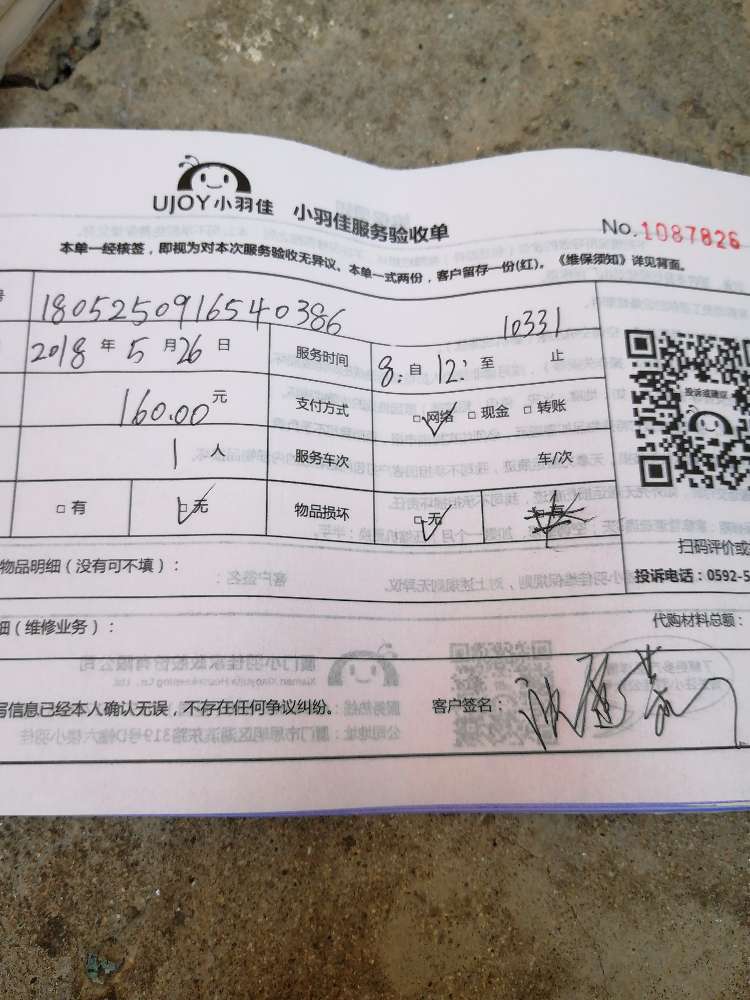 UJOY小羽佳 小羽佳服务验收单
No.1087826
本单一经核签，即视为对本次服务验收无异议。本单一式两份，客户留存一份(红)。《维保须知》详见背面。
号 180525091654 0386 10331
2018 年 5 月 26 日 服务时间 8: 自 12: 至 止
160.00 元 支付方式 □网络 □现金 □转账
投诉或建议
1 人 服务车次 车/次
□有 □无 物品损坏 □无
扫码评价或
物品明细（没有可不填）：
投诉电话：0592-5
细（维修业务）：
代购材料总额：
写信息已经本人确认无误，不存在任何争议纠纷。 客户签名：